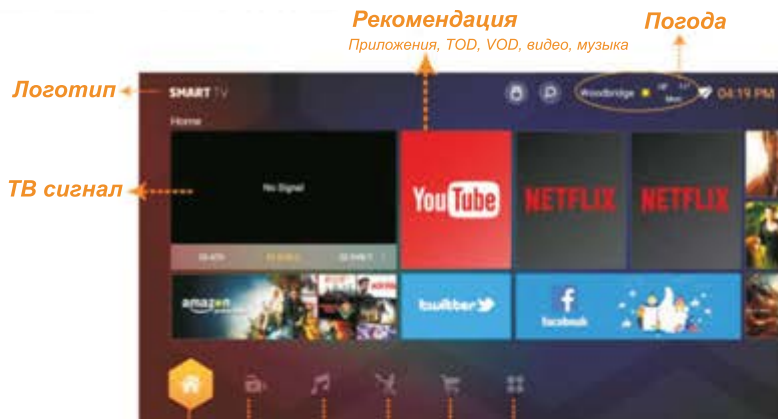 Рекомендация
Приложения, TOD, VOD, видео, музыка
Погода
Логотип
SMART TV
Woodbridge
Mon
04:19 PM
Home
ТВ сигнал
No Signal
YouTube
NETFLIX
NETFLIX
amazon
twitter
facebook